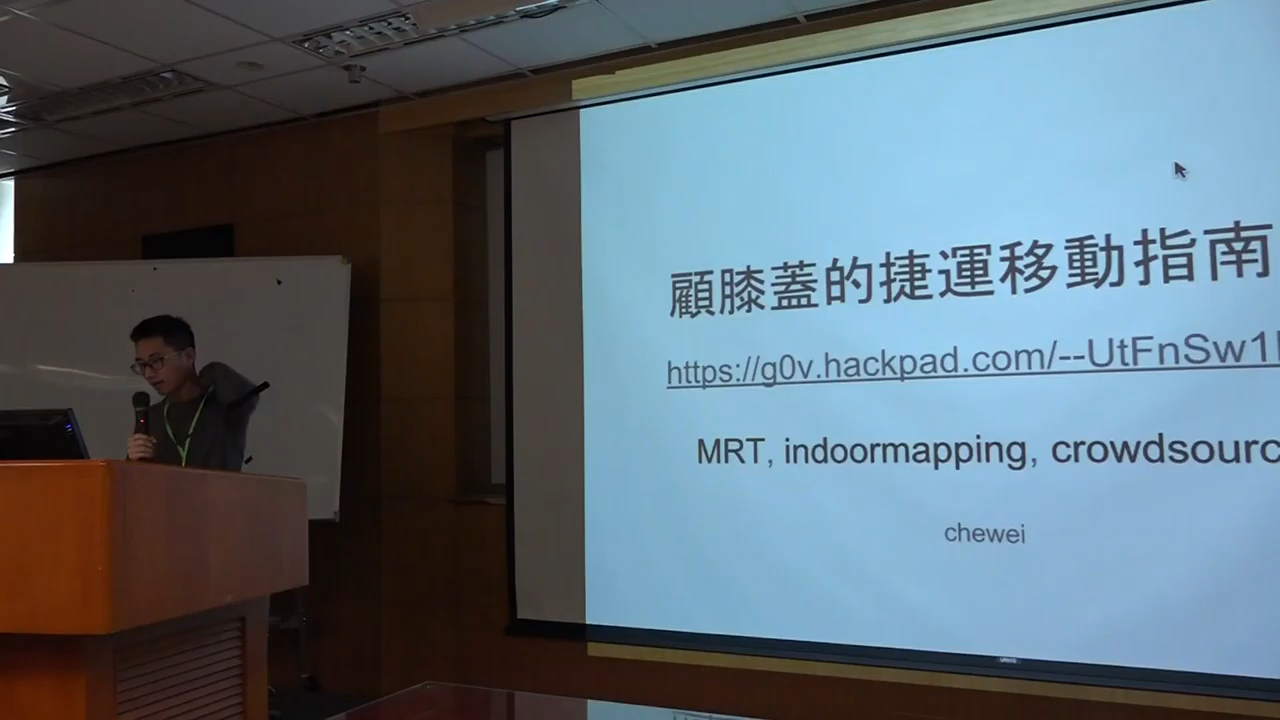 顧膝蓋的捷運移動指南
https://g0v.hackpad.com/--UtFnSw1
MRT, indoormapping, crowdsourc
chewei